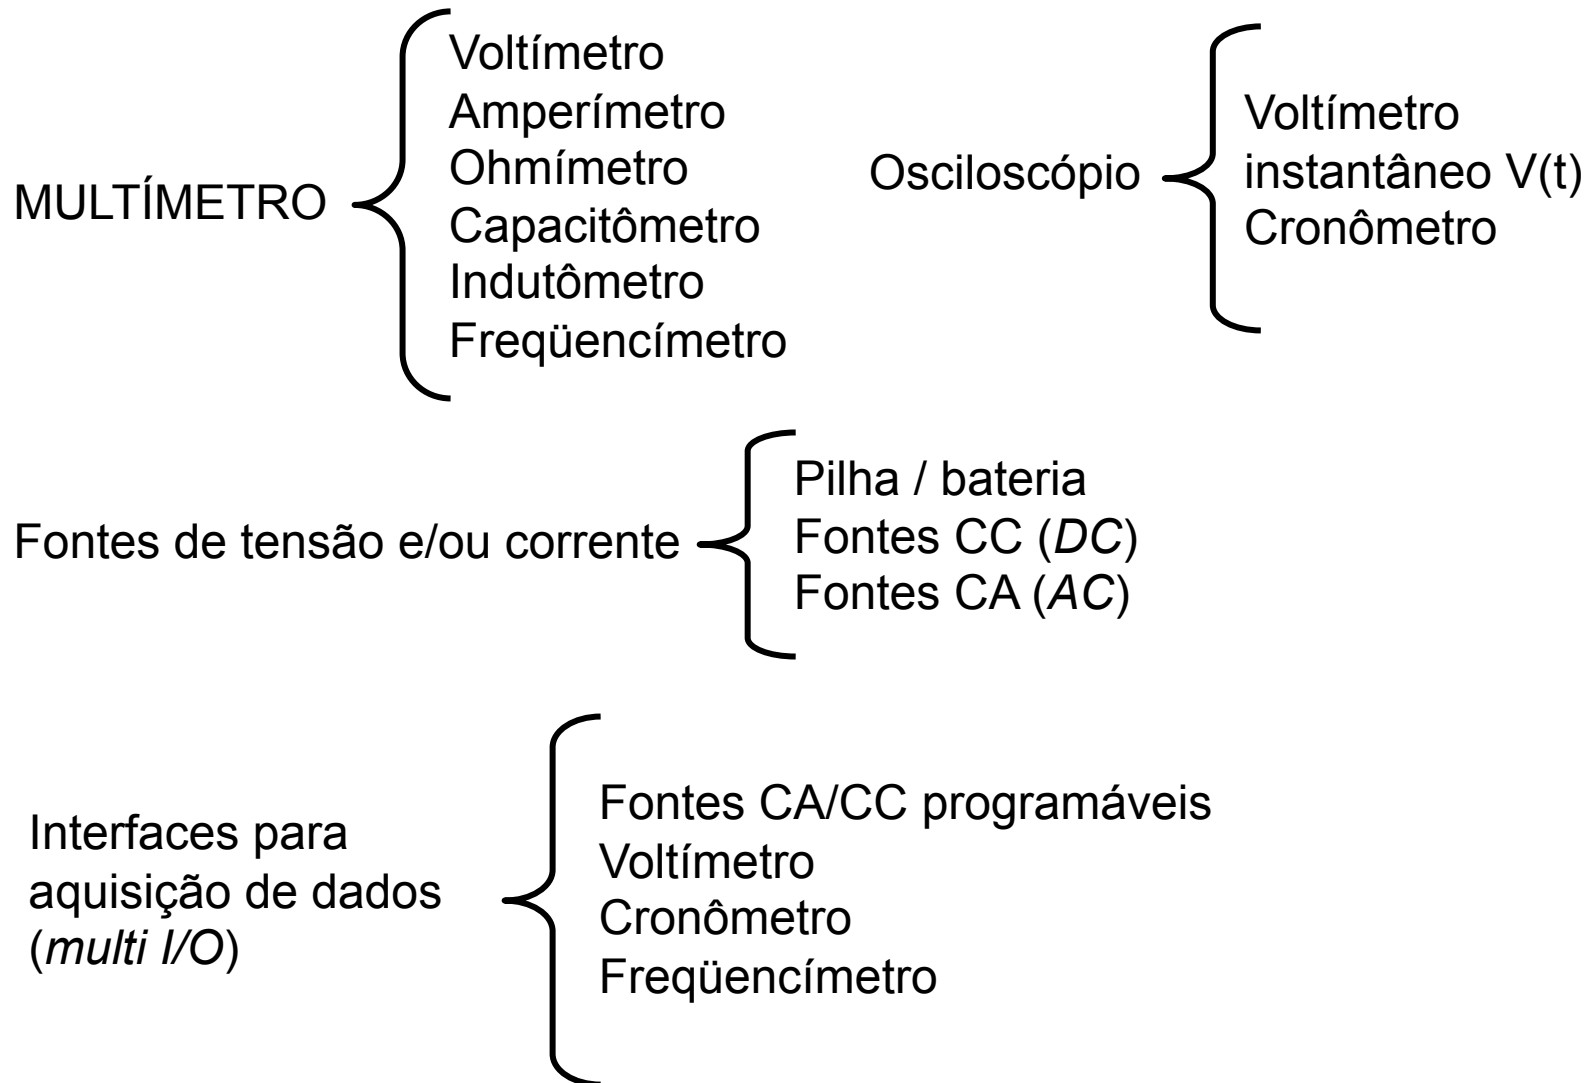 MULTÍMETRO
Voltímetro
Amperímetro
Ohmímetro
Capacitômetro
Indutômetro
Freqüencímetro
Osciloscópio
Voltímetro
instantâneo V(t)
Cronômetro
Fontes de tensão e/ou corrente
Pilha / bateria
Fontes CC (DC)
Fontes CA (AC)
Interfaces para
aquisição de dados
(multi I/O)
Fontes CA/CC programáveis
Voltímetro
Cronômetro
Freqüencímetro